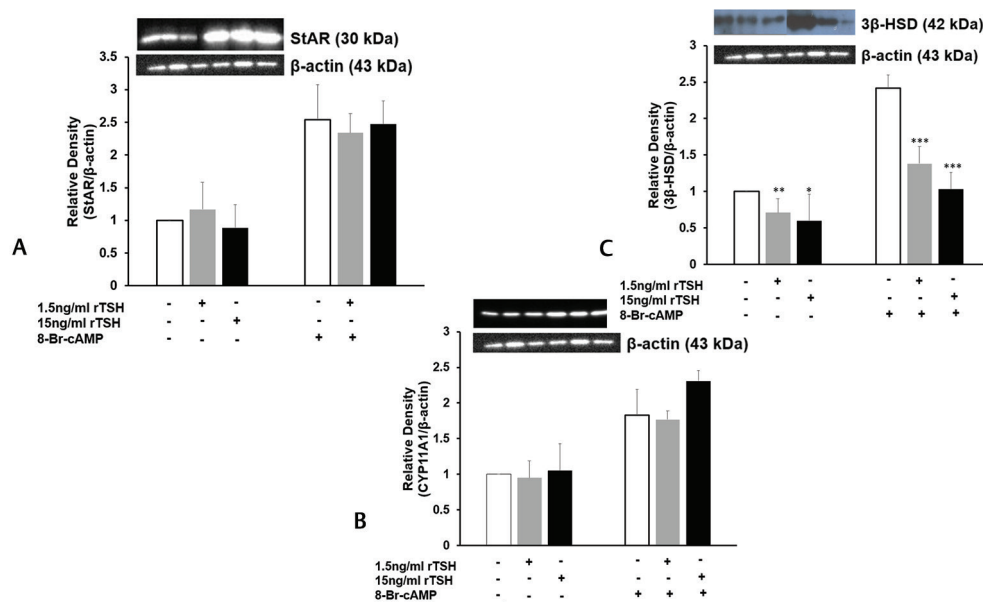 StAR (30 kDa)
β-actin (43 kDa)
3.5
3
2.5
2
1.5
1
0.5
0
Relative Density
(StAR/β-actin)
A
1.5ng/ml rTSH - + - - +
15ng/ml rTSH - - +
8-Br-cAMP - - - + +
3β-HSD (42 kDa)
β-actin (43 kDa)
3
2.5
2
1.5
1
0.5
0
Relative Density
(3β-HSD/β-actin)
** * *** ***
C
1.5ng/ml rTSH - + - +
15ng/ml rTSH - - + - - +
8-Br-cAMP - - - + + +
β-actin (43 kDa)
3
2.5
2
1.5
1
0.5
0
Relative Density
(CYP11A1/β-actin)
B
1.5ng/ml rTSH - + - - + -
15ng/ml rTSH - - + - - +
8-Br-cAMP - - - + + +